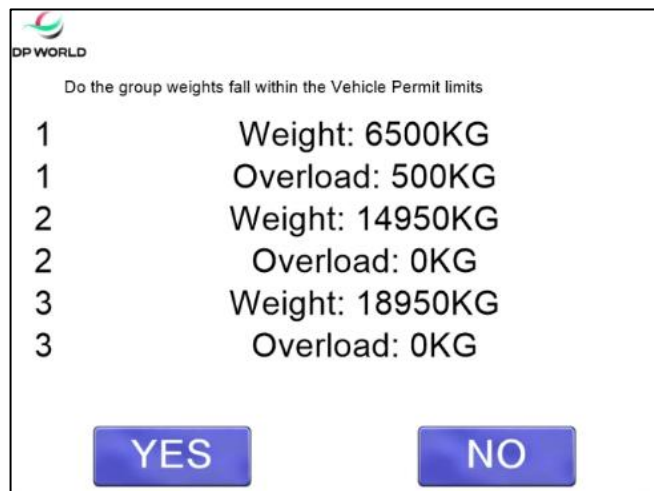 DP WORLD
Do the group weights fall within the Vehicle Permit limits
1 Weight: 6500KG
1 Overload: 500KG
2 Weight: 14950KG
2 Overload: 0KG
3 Weight: 18950KG
3 Overload: 0KG
YES NO